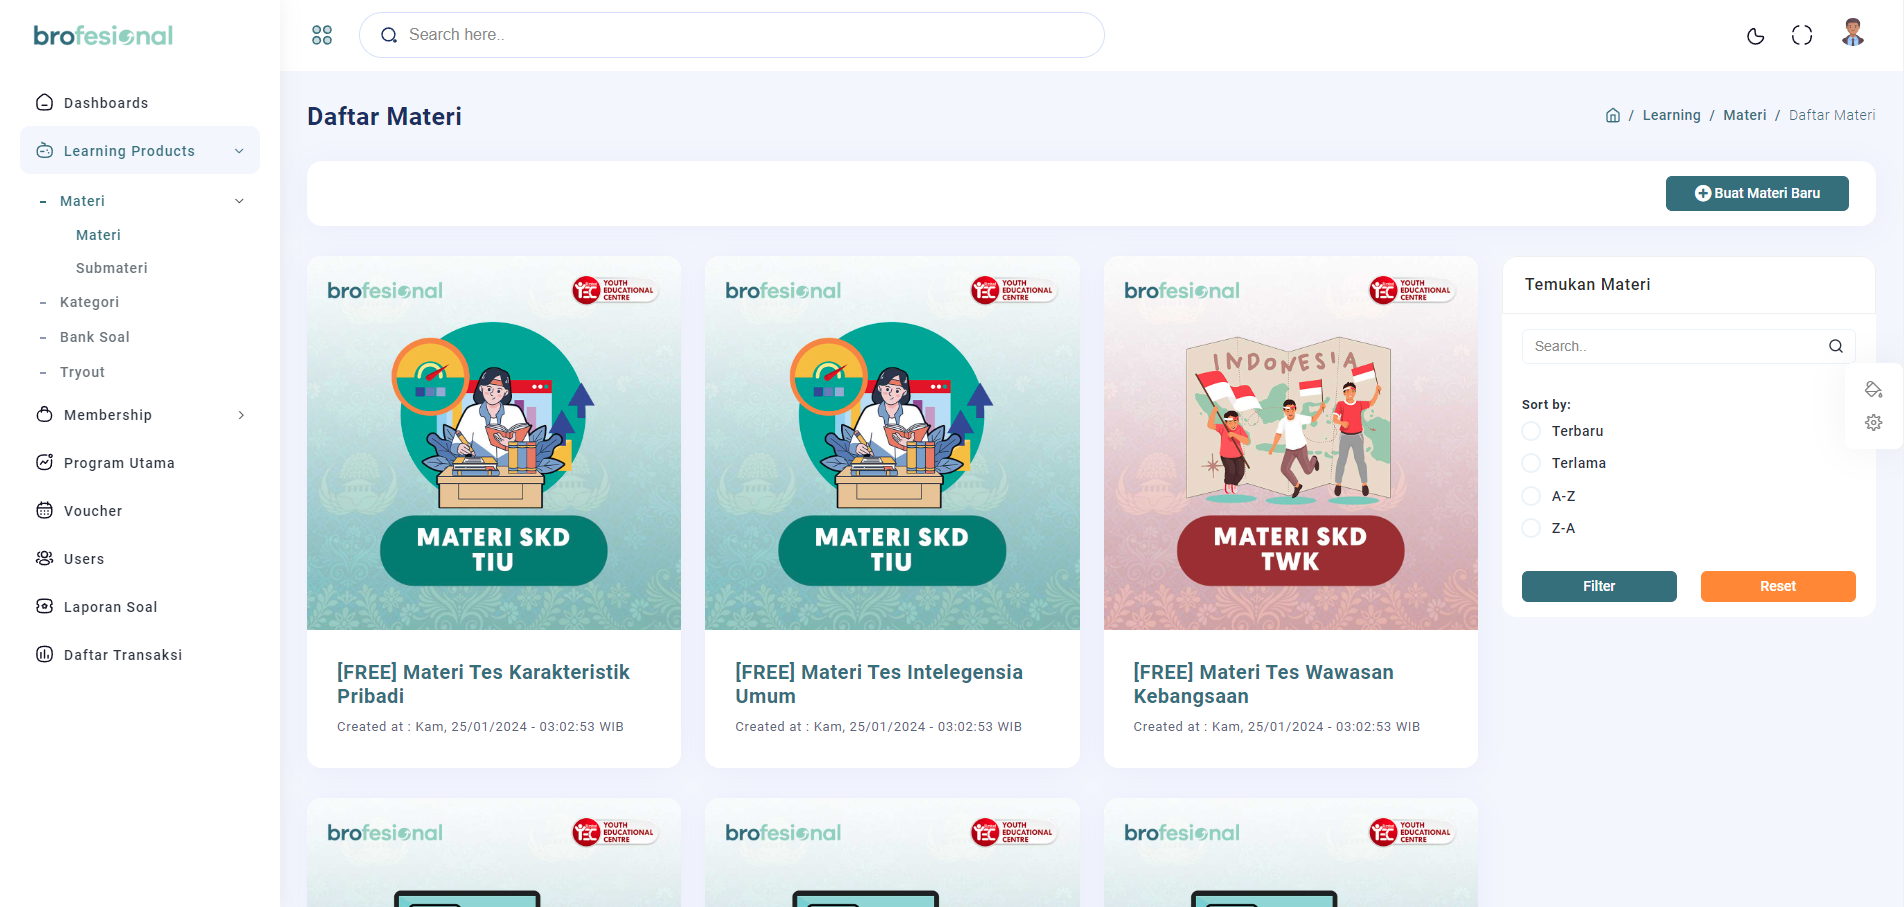 brofesional
Search here..
Dashboards
Learning Products
Materi
Materi
Submateri
Kategori
Bank Soal
Tryout
Membership
Program Utama
Voucher
Users
Laporan Soal
Daftar Transaksi
Daftar Materi
/ Learning / Materi / Daftar Materi
Buat Materi Baru
brofesional
YEC
YOUTH
EDUCATIONAL
CENTRE
MATERI SKD
TIU
[FREE] Materi Tes Karakteristik
Pribadi
Created at : Kam, 25/01/2024 - 03:02:53 WIB
brofesional
YEC
YOUTH
EDUCATIONAL
CENTRE
MATERI SKD
TIU
[FREE] Materi Tes Intelegensia
Umum
Created at : Kam, 25/01/2024 - 03:02:53 WIB
brofesional
YEC
YOUTH
EDUCATIONAL
CENTRE
INDONESIA
MATERI SKD
TWK
[FREE] Materi Tes Wawasan
Kebangsaan
Created at : Kam, 25/01/2024 - 03:02:53 WIB
Temukan Materi
Search..
Sort by:
Terbaru
Terlama
A-Z
Z-A
Filter
Reset
brofesional
YEC
YOUTH
EDUCATIONAL
CENTRE
brofesional
YEC
YOUTH
EDUCATIONAL
CENTRE
brofesional
YEC
YOUTH
EDUCATIONAL
CENTRE